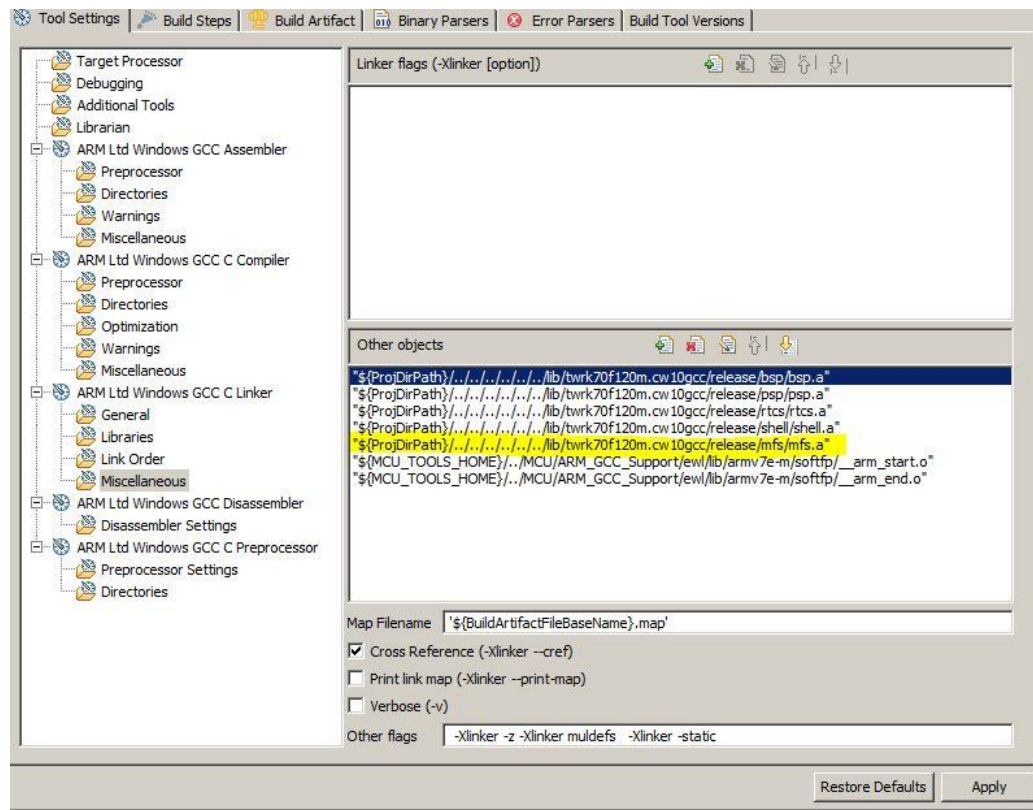 Tool Settings Build Steps Build Artifact Binary Parsers Error Parsers Build Tool Versions
Target Processor
Debugging
Additional Tools
Librarian
ARM Ltd Windows GCC Assembler
Preprocessor
Directories
Warnings
Miscellaneous
ARM Ltd Windows GCC C Compiler
Preprocessor
Directories
Optimization
Warnings
Miscellaneous
ARM Ltd Windows GCC C Linker
General
Libraries
Link Order
Miscellaneous
ARM Ltd Windows GCC Disassembler
Disassembler Settings
ARM Ltd Windows GCC C Preprocessor
Preprocessor Settings
Directories
Linker flags (-Xlinker [option])
Other objects
"${ProjDirPath}/../../../../../../lib/twrk70f120m.cw10gcc/release/bsp/bsp.a"
"${ProjDirPath}/../../../../../../lib/twrk70f120m.cw10gcc/release/psp/psp.a"
"${ProjDirPath}/../../../../../../lib/twrk70f120m.cw10gcc/release/rtcs/rtcs.a"
"${ProjDirPath}/../../../../../../lib/twrk70f120m.cw10gcc/release/shell/shell.a"
"${ProjDirPath}/../../../../../../lib/twrk70f120m.cw10gcc/release/mfs/mfs.a"
"${MCU_TOOLS_HOME}/../MCU/ARM_GCC_Support/ewl/lib/armv7e-m/softfp/__arm_start.o"
"${MCU_TOOLS_HOME}/../MCU/ARM_GCC_Support/ewl/lib/armv7e-m/softfp/__arm_end.o"
Map Filename '${BuildArtifactFileBaseName}.map'
Cross Reference (-Xlinker --cref)
Print link map (-Xlinker --print-map)
Verbose (-v)
Other flags -Xlinker -z -Xlinker muldefs -Xlinker -static
Restore Defaults Apply